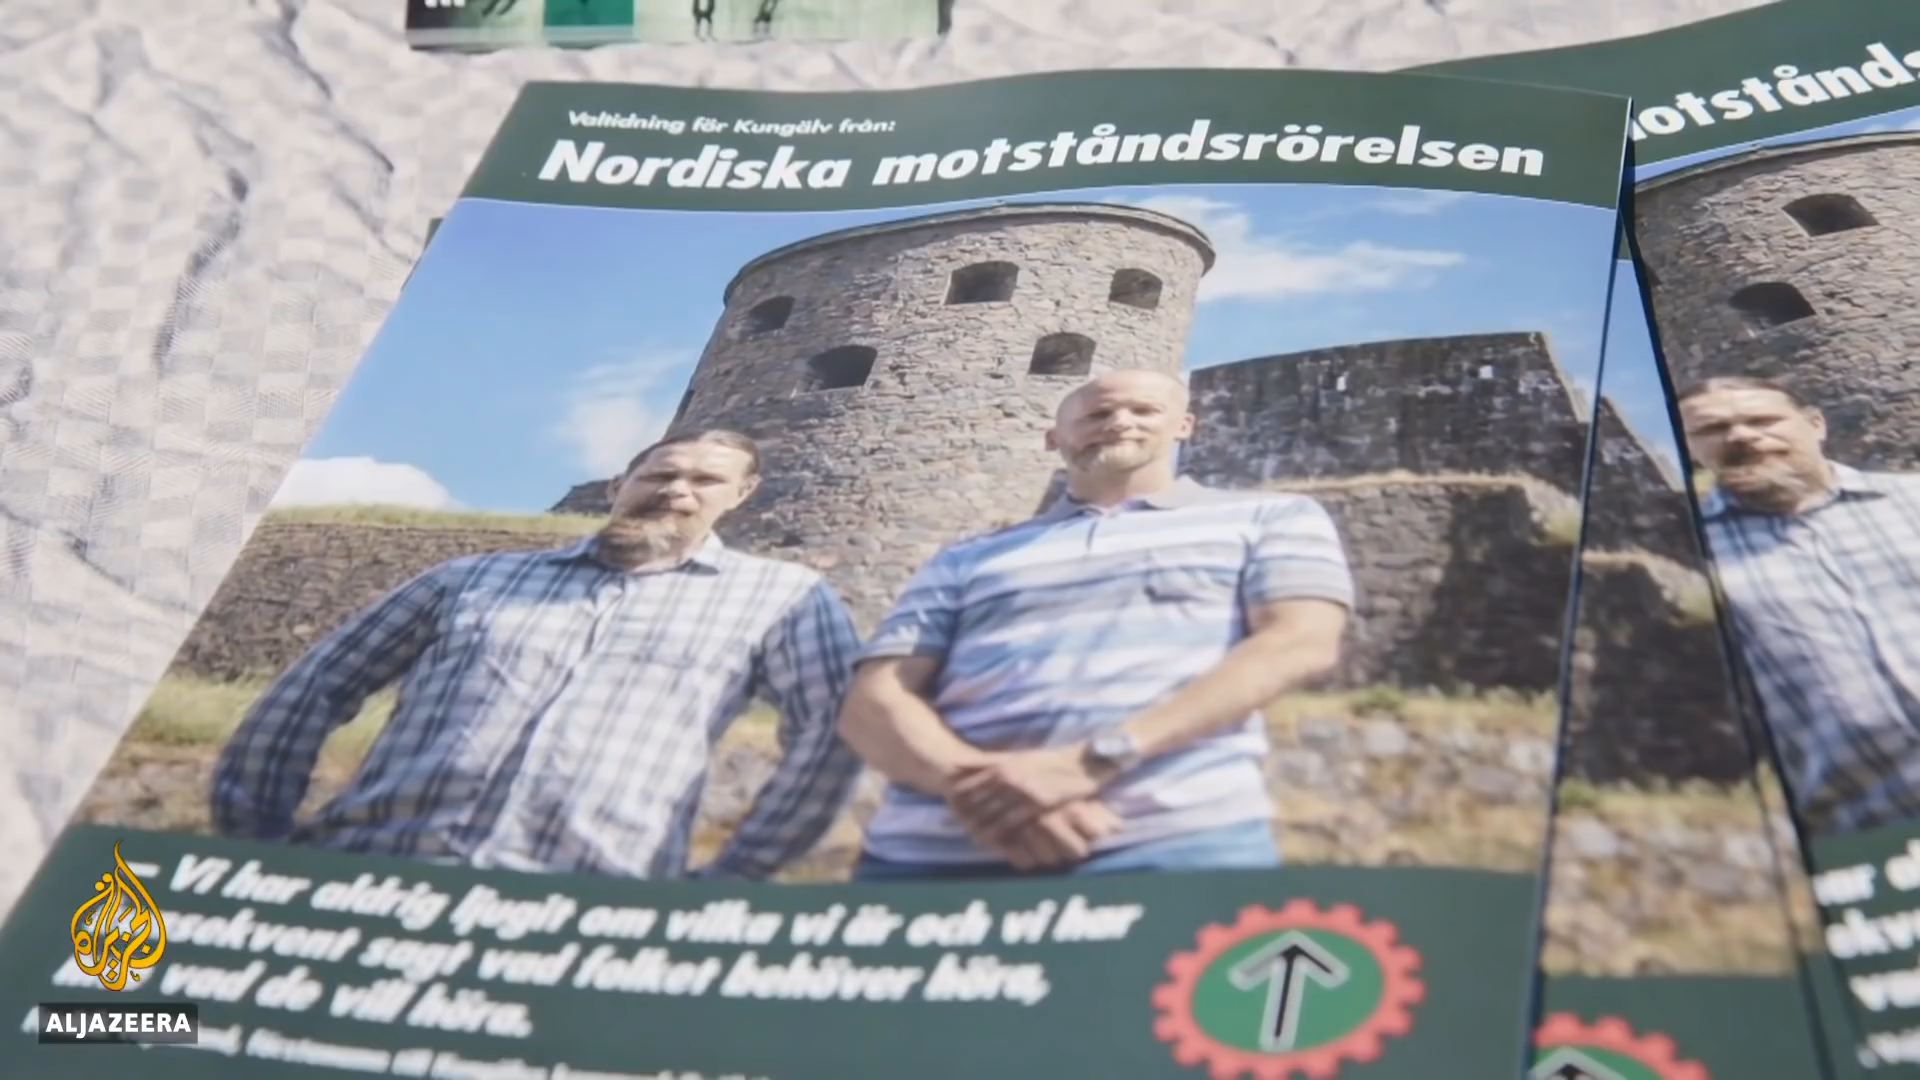 Valtidning för Kungälv från:
Nordiska motståndsrörelsen
motstånds
– Vi har aldrig ljugit om vilka vi är och vi har
sagt vad folket behöver höra,
vad de vill höra.
ALJAZEERA